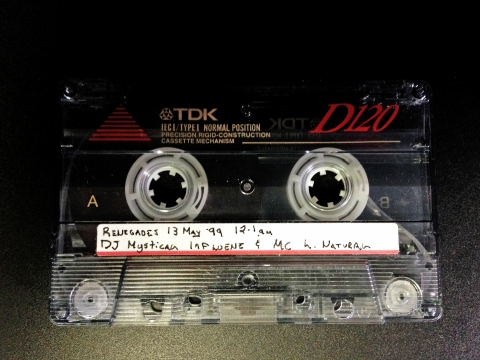 TDK
D120
IECI/TYPE I NORMAL POSITION
PRECISION RIGID-CONSTRUCTION
CASSETTE MECHANISM
A
B
RENEGADES 13 MAY '99 12-1am
DJ MYSTICAL INFLUENCE & MC L. NATURAL